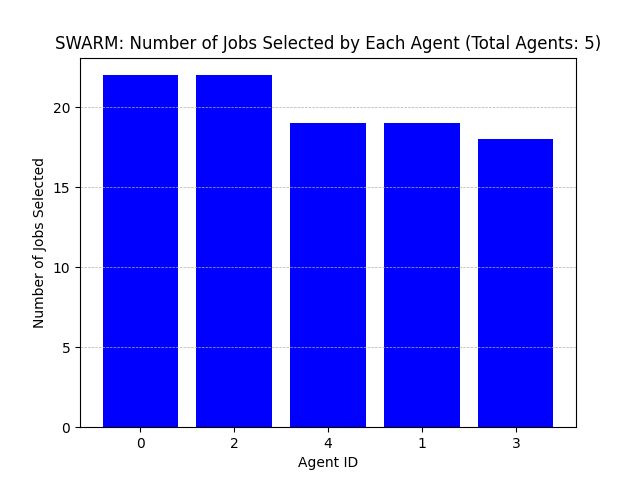 SWARM: Number of Jobs Selected by Each Agent (Total Agents: 5)
20
15
10
5
0
Number of Jobs Selected
0 2 4 1 3
Agent ID